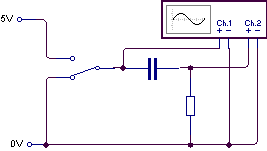 5V
Ch.1 Ch.2
+ − + −
0V